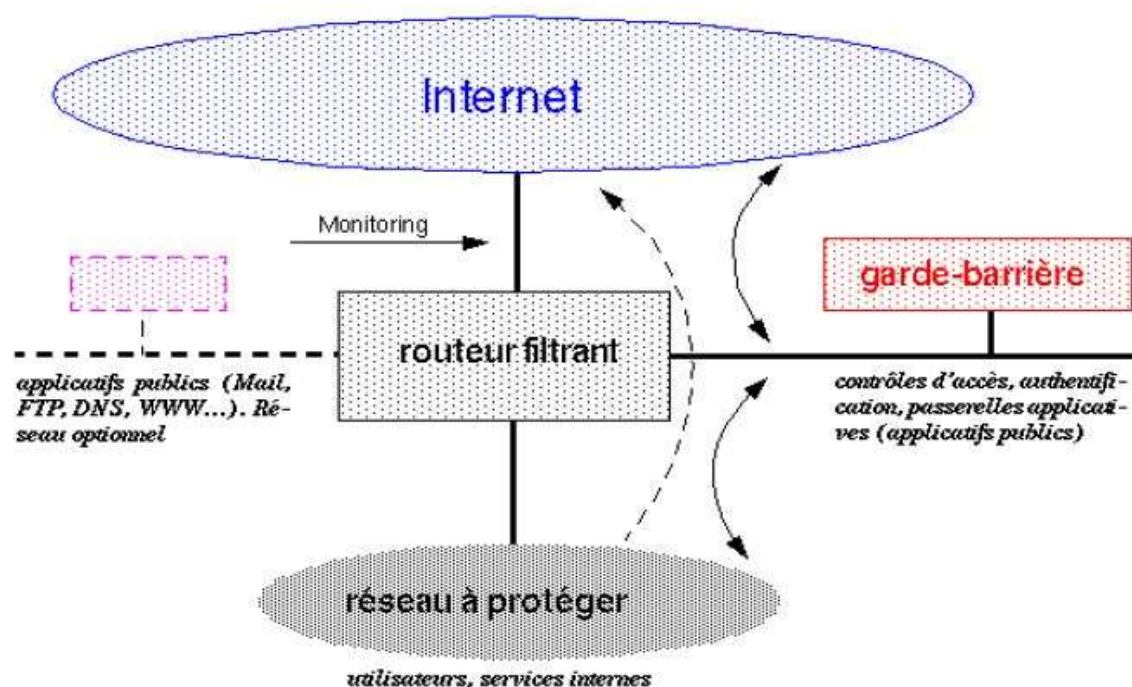 Internet
Monitoring
garde-barrière
routeur filtrant
applicatifs publics (Mail,
FTP, DNS, WWW...). Ré-
seau optionnel
contrôles d'accès, authentifi-
cation, passerelles applicati-
ves (applicatifs publics)
réseau à protéger
utilisateurs, services internes